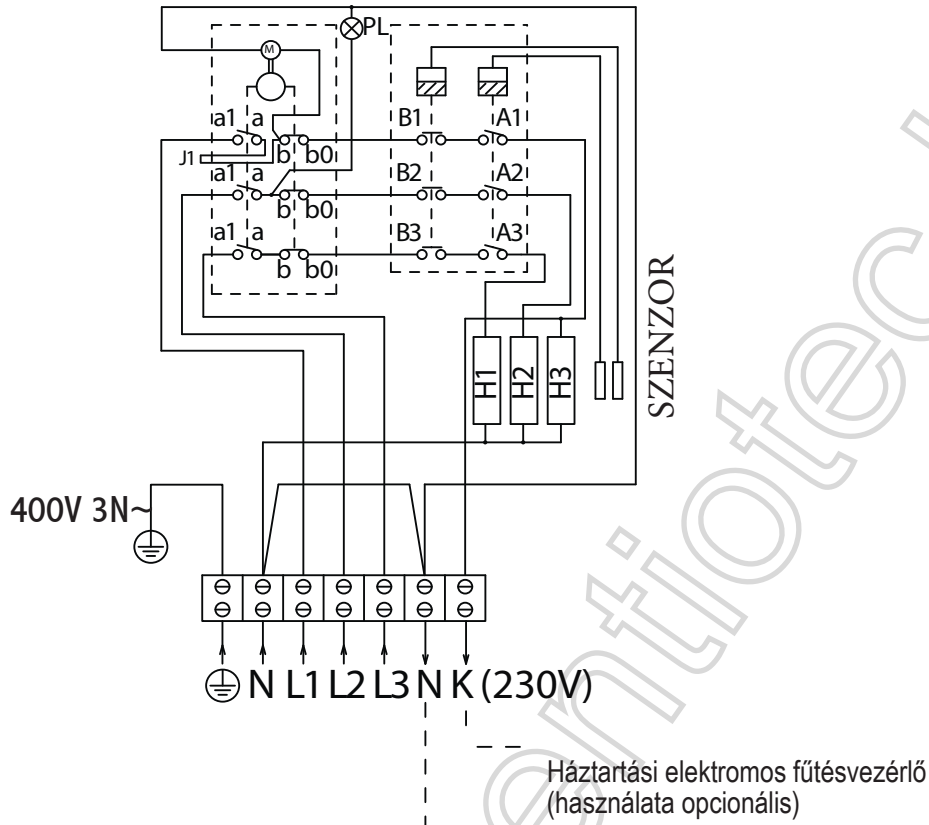 PL
M
a1 a
B1
A1
J1
b b0
a1 a
B2
A2
b b0
a1 a
B3
A3
b b0
H1
H2
H3
SZENZOR
400V 3N~
N L1 L2 L3 N K (230V)
Háztartási elektromos fűtésvezérlő
(használata opcionális)